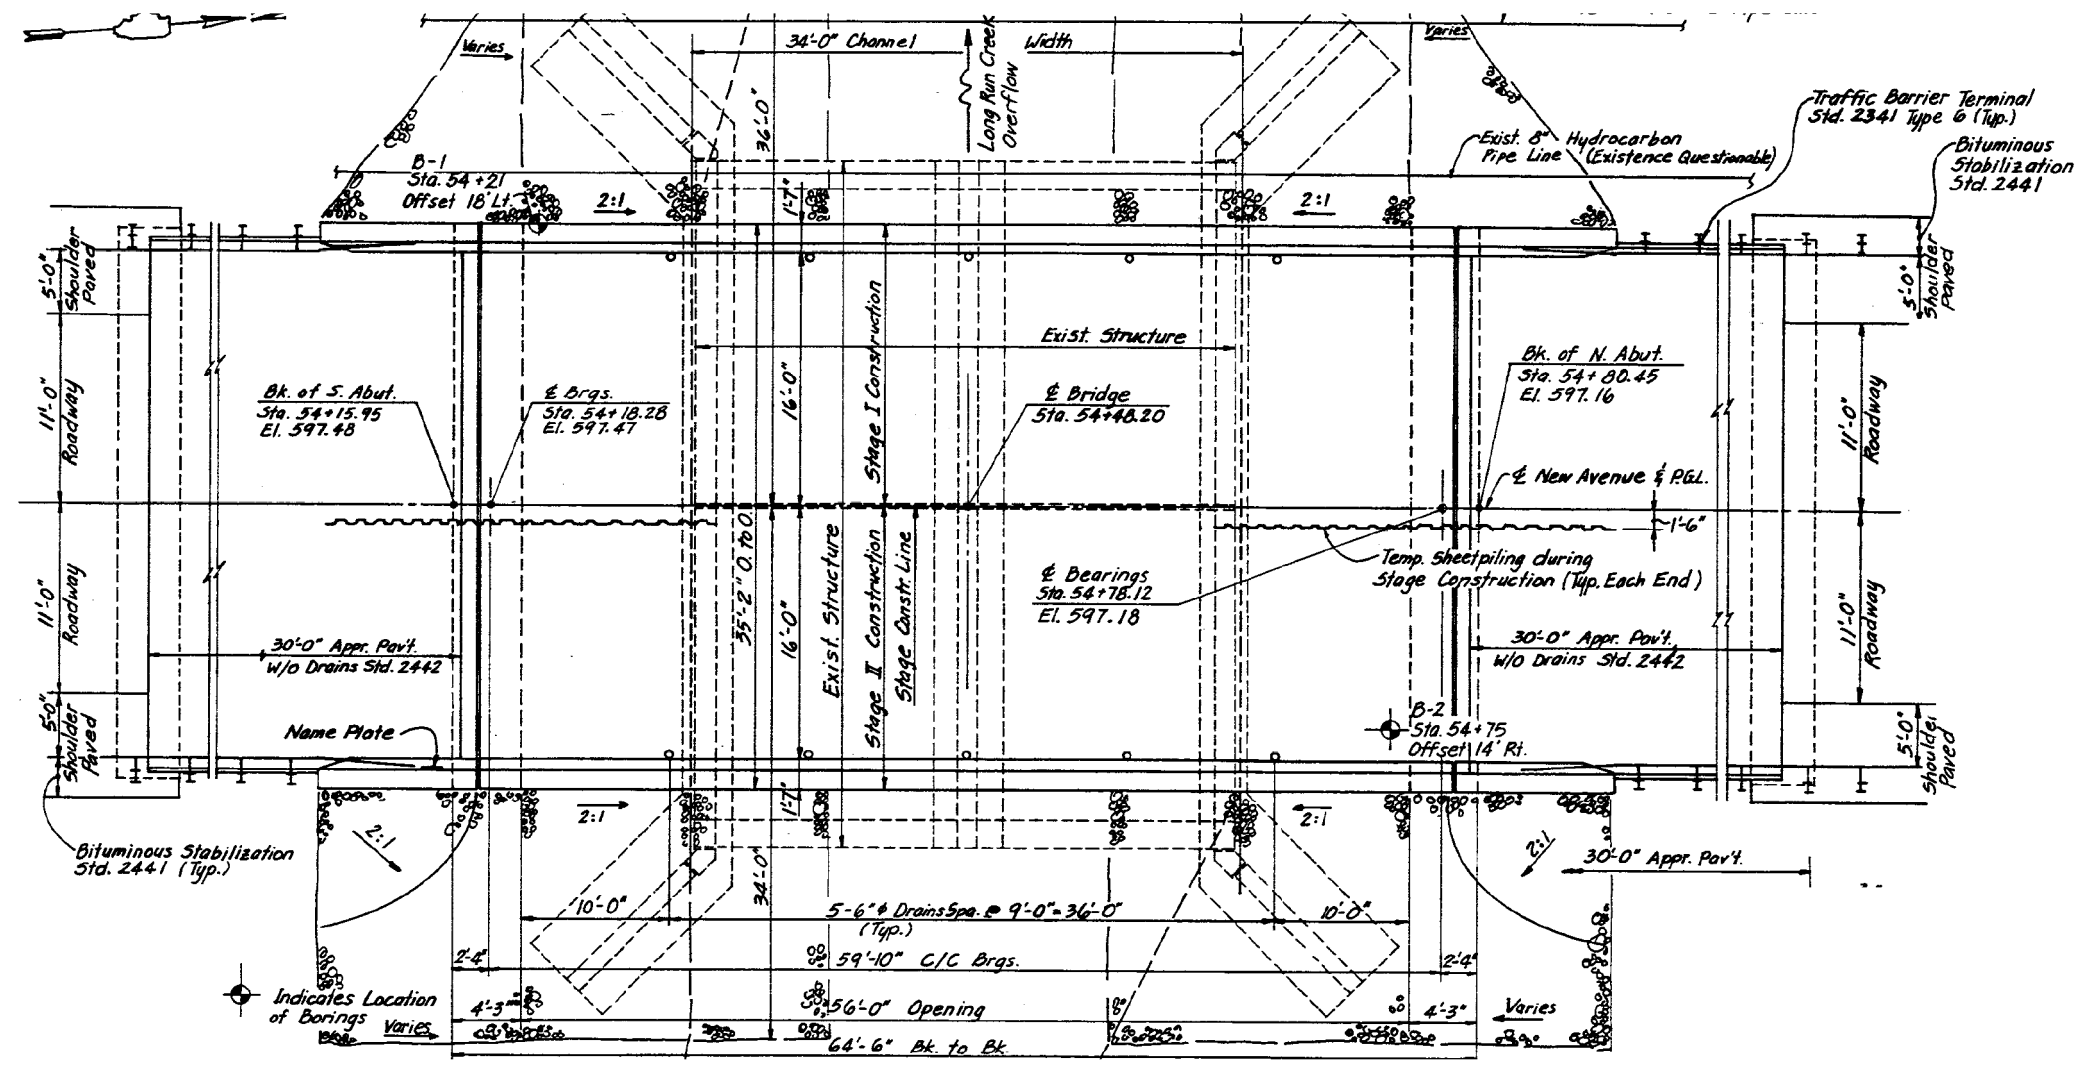 Varies
34'-0" Channel Width
Varies
36'-0"
Long Run Creek
Overflow
Traffic Barrier Terminal
Std. 2341 Type 6 (Typ.)
Exist. 8" Hydrocarbon
Pipe Line (Existence Questionable)
Bituminous
Stabilization
Std. 2441
B-1
Sta. 54+21
Offset 18' Lt.
2:1
1'-7"
2:1
5'-0"
Shoulder
Paved
5'-0"
Shoulder
Paved
Exist. Structure
11'-0"
Roadway
Bk. of S. Abut.
Sta. 54+15.95
El. 597.48
℄ Brgs.
Sta. 54+18.28
El. 597.47
16'-0"
Stage I Construction
℄ Bridge
Sta. 54+48.20
Bk. of N. Abut.
Sta. 54+80.45
El. 597.16
11'-0"
Roadway
℄ New Avenue & P.G.L.
1'-6"
Temp. Sheetpiling during
Stage Construction (Typ. Each End)
11'-0"
Roadway
35'-2" O. to O.
16'-0"
Exist. Structure
Stage II Construction
Stage Constr. Line
℄ Bearings
Sta. 54+78.12
El. 597.18
11'-0"
Roadway
30'-0" Appr. Pav't.
W/O Drains Std. 2442
30'-0" Appr. Pav't.
W/O Drains Std. 2442
5'-0"
Shoulder
Paved
Name Plate
B-2
Sta. 54+75
Offset 14' Rt.
5'-0"
Shoulder
Paved
2:1
2:1
1'-7"
2:1
2:1
Bituminous Stabilization
Std. 2441 (Typ.)
30'-0" Appr. Pav't.
34'-0"
10'-0"
5-6"ϕ Drains Spa. @ 9'-0"=36'-0"
(Typ.)
10'-0"
2'-4"
59'-10" C/C Brgs.
2'-4"
Indicates Location
of Borings
Varies
4'-3"
56'-0" Opening
4'-3"
Varies
64'-6" Bk. to Bk.